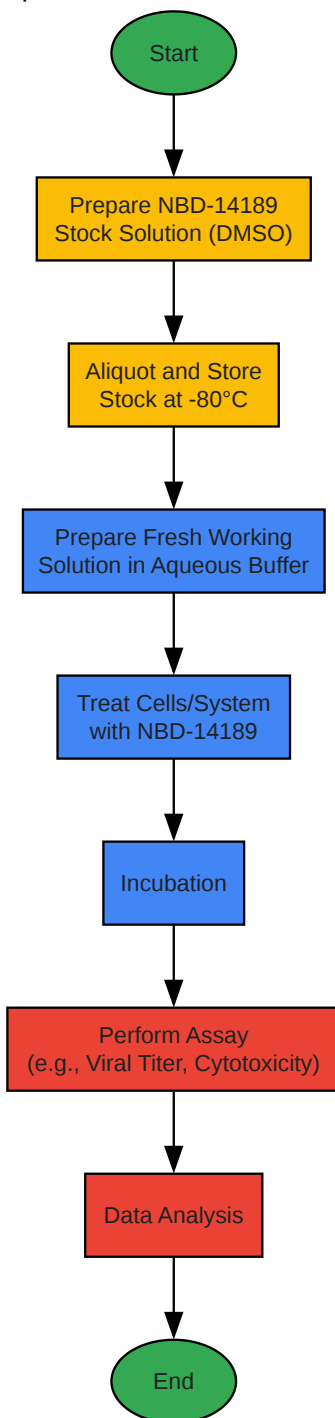 Start
Prepare NBD-14189
Stock Solution (DMSO)
Aliquot and Store
Stock at -80°C
Prepare Fresh Working
Solution in Aqueous Buffer
Treat Cells/System
with NBD-14189
Incubation
Perform Assay
(e.g., Viral Titer, Cytotoxicity)
Data Analysis
End